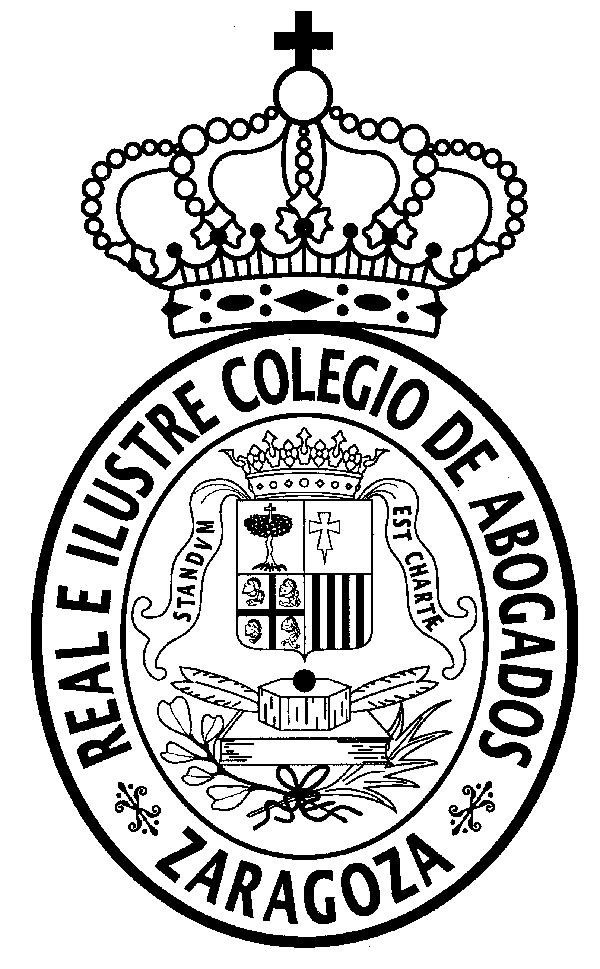 REAL E ILUSTRE COLEGIO DE ABOGADOS
ZARAGOZA
STANDVM
EST CHARTÆ